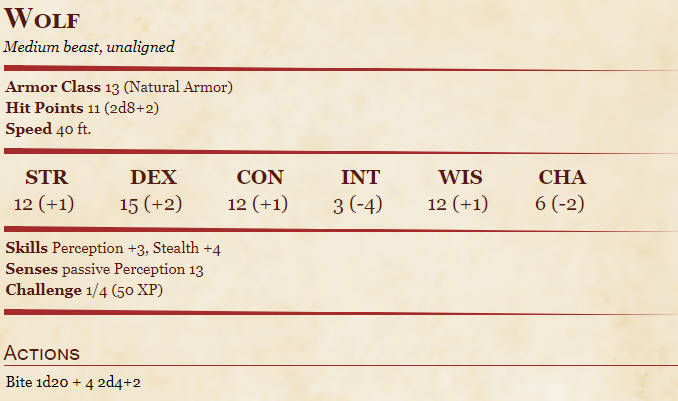 Wolf
Medium beast, unaligned
Armor Class 13 (Natural Armor)
Hit Points 11 (2d8+2)
Speed 40 ft.
STR DEX CON INT WIS CHA
12 (+1) 15 (+2) 12 (+1) 3 (-4) 12 (+1) 6 (-2)
Skills Perception +3, Stealth +4
Senses passive Perception 13
Challenge 1/4 (50 XP)
Actions
Bite 1d20 + 4 2d4+2